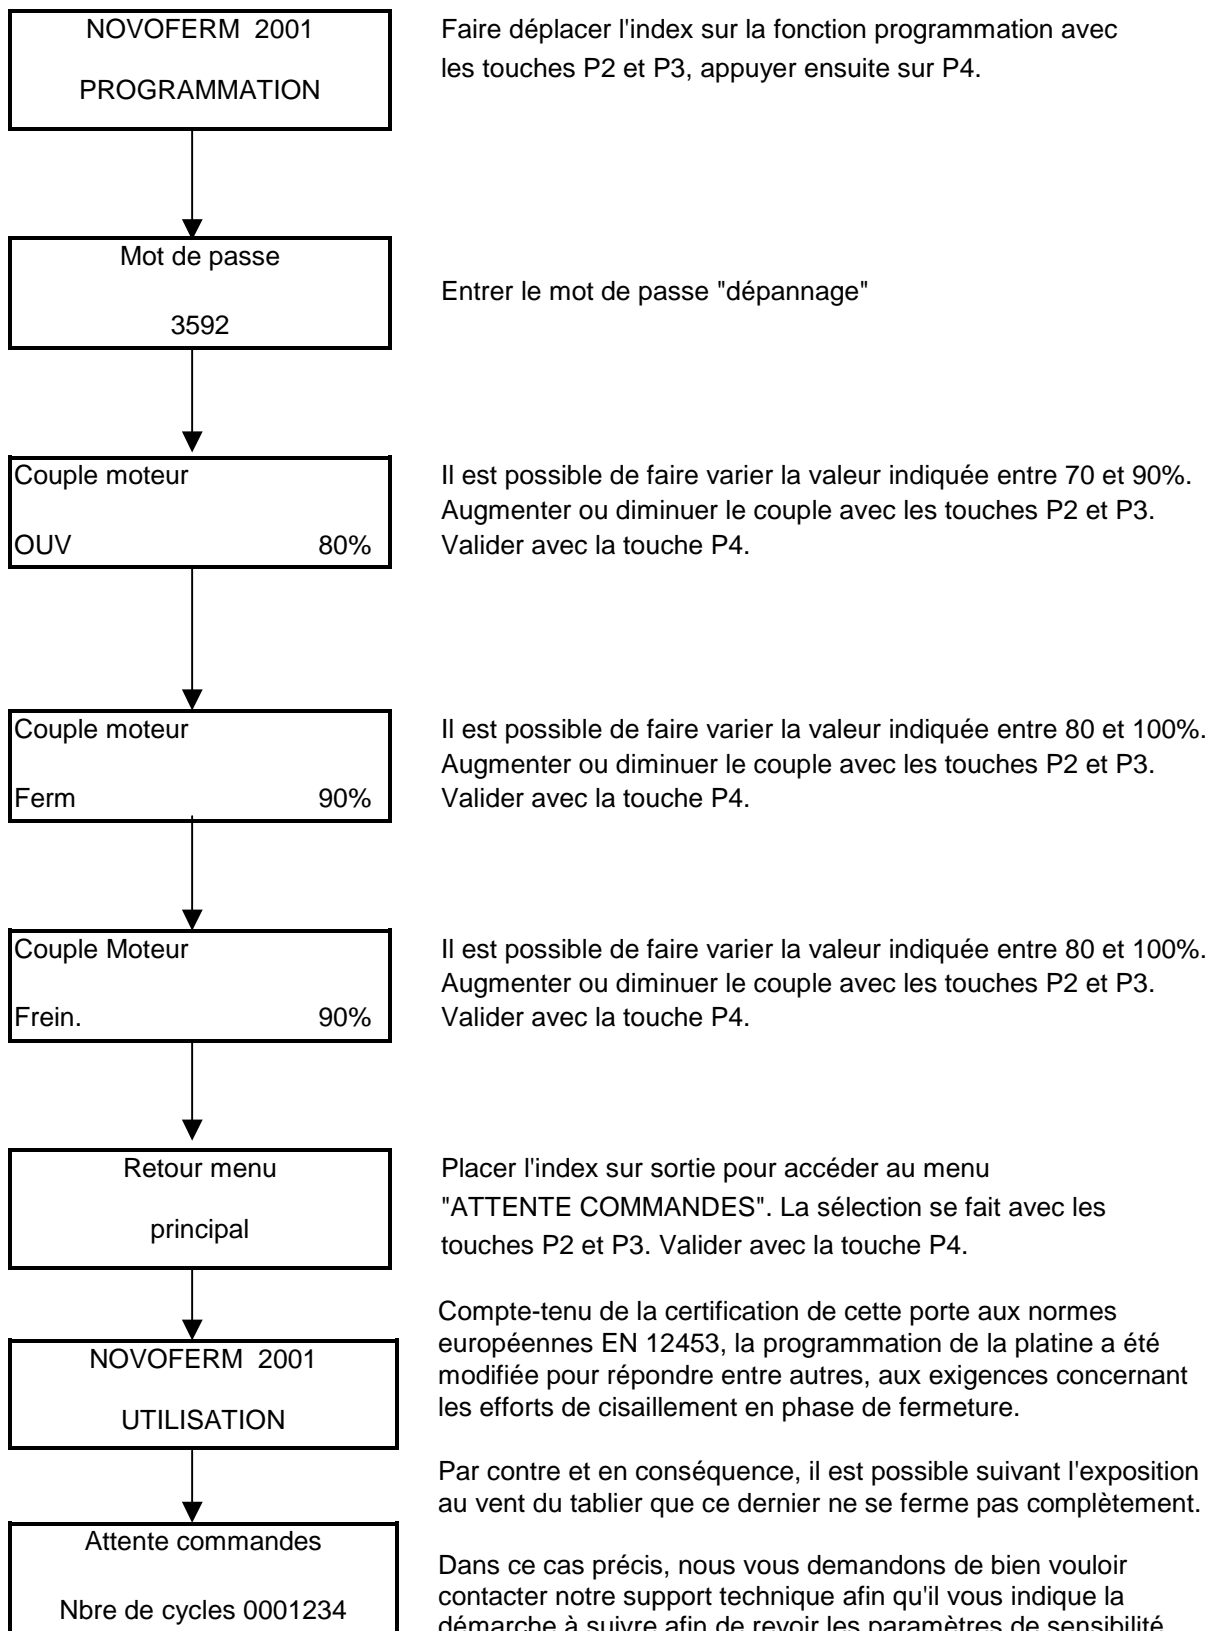 NOVOFERM 2001
PROGRAMMATION
Faire déplacer l'index sur la fonction programmation avec
les touches P2 et P3, appuyer ensuite sur P4.
Mot de passe
3592
Entrer le mot de passe "dépannage"
Couple moteur
OUV 80%
Il est possible de faire varier la valeur indiquée entre 70 et 90%.
Augmenter ou diminuer le couple avec les touches P2 et P3.
Valider avec la touche P4.
Couple moteur
Ferm 90%
Il est possible de faire varier la valeur indiquée entre 80 et 100%.
Augmenter ou diminuer le couple avec les touches P2 et P3.
Valider avec la touche P4.
Couple Moteur
Frein. 90%
Il est possible de faire varier la valeur indiquée entre 80 et 100%.
Augmenter ou diminuer le couple avec les touches P2 et P3.
Valider avec la touche P4.
Retour menu
principal
Placer l'index sur sortie pour accéder au menu
"ATTENTE COMMANDES". La sélection se fait avec les
touches P2 et P3. Valider avec la touche P4.
NOVOFERM 2001
UTILISATION
Compte-tenu de la certification de cette porte aux normes
européennes EN 12453, la programmation de la platine a été
modifiée pour répondre entre autres, aux exigences concernant
les efforts de cisaillement en phase de fermeture.
Par contre et en conséquence, il est possible suivant l'exposition
au vent du tablier que ce dernier ne se ferme pas complètement.
Attente commandes
Nbre de cycles 0001234
Dans ce cas précis, nous vous demandons de bien vouloir
contacter notre support technique afin qu'il vous indique la
démarche à suivre afin de revoir les paramètres de sensibilité